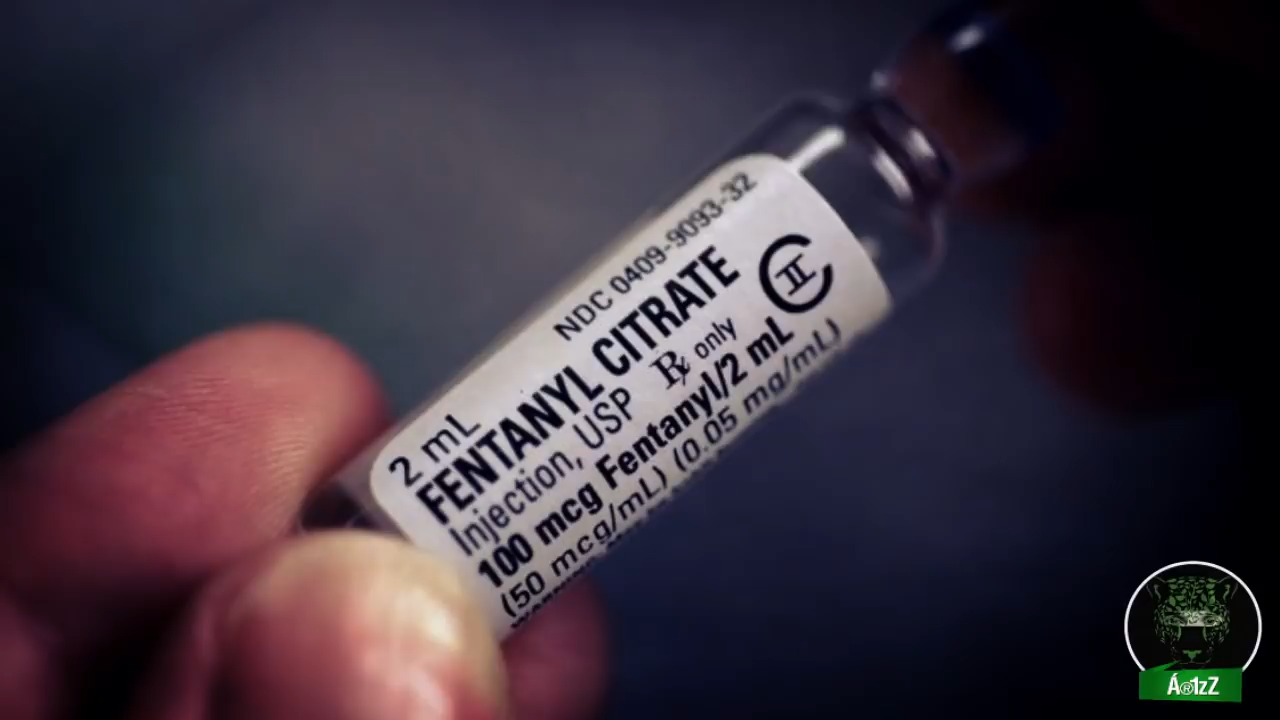 NDC 0409-9093-32
2 mL
FENTANYL CITRATE
CII
Injection, USP Rx only
100 mcg Fentanyl/2 mL
(50 mcg/mL) (0.05 mg/mL)
Á®1zZ